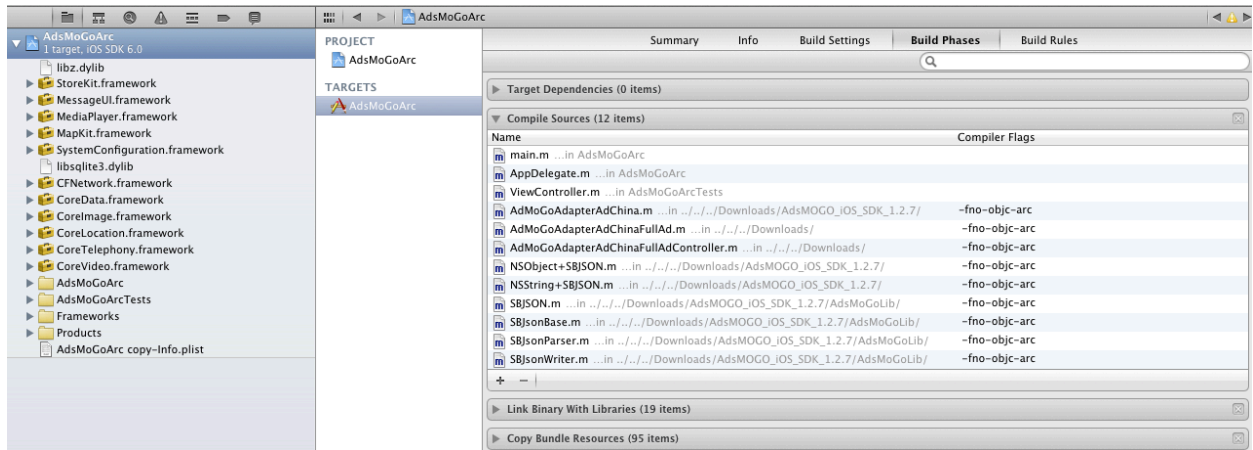 AdsMoGoArc
AdsMoGoArc
1 target, iOS SDK 6.0
libz.dylib
StoreKit.framework
MessageUI.framework
MediaPlayer.framework
MapKit.framework
SystemConfiguration.framework
libsqlite3.dylib
CFNetwork.framework
CoreData.framework
CoreImage.framework
CoreLocation.framework
CoreTelephony.framework
CoreVideo.framework
AdsMoGoArc
AdsMoGoArcTests
Frameworks
Products
AdsMoGoArc copy-Info.plist
PROJECT
AdsMoGoArc
TARGETS
AdsMoGoArc
Summary Info Build Settings Build Phases Build Rules
Target Dependencies (0 items)
Compile Sources (12 items)
Name Compiler Flags
main.m ...in AdsMoGoArc
AppDelegate.m ...in AdsMoGoArc
ViewController.m ...in AdsMoGoArcTests
AdMoGoAdapterAdChina.m ...in ../../../Downloads/AdsMOGO_iOS_SDK_1.2.7/ -fno-objc-arc
AdMoGoAdapterAdChinaFullAd.m ...in ../../../Downloads/ -fno-objc-arc
AdMoGoAdapterAdChinaFullAdController.m ...in ../../../Downloads/ -fno-objc-arc
NSObject+SBJSON.m ...in ../../../Downloads/AdsMOGO_iOS_SDK_1.2.7/ -fno-objc-arc
NSString+SBJSON.m ...in ../../../Downloads/AdsMOGO_iOS_SDK_1.2.7/ -fno-objc-arc
SBJSON.m ...in ../../../Downloads/AdsMOGO_iOS_SDK_1.2.7/AdsMoGoLib/ -fno-objc-arc
SBJsonBase.m ...in ../../../Downloads/AdsMOGO_iOS_SDK_1.2.7/AdsMoGoLib/ -fno-objc-arc
SBJsonParser.m ...in ../../../Downloads/AdsMOGO_iOS_SDK_1.2.7/AdsMoGoLib/ -fno-objc-arc
SBJsonWriter.m ...in ../../../Downloads/AdsMOGO_iOS_SDK_1.2.7/AdsMoGoLib/ -fno-objc-arc
Link Binary With Libraries (19 items)
Copy Bundle Resources (95 items)